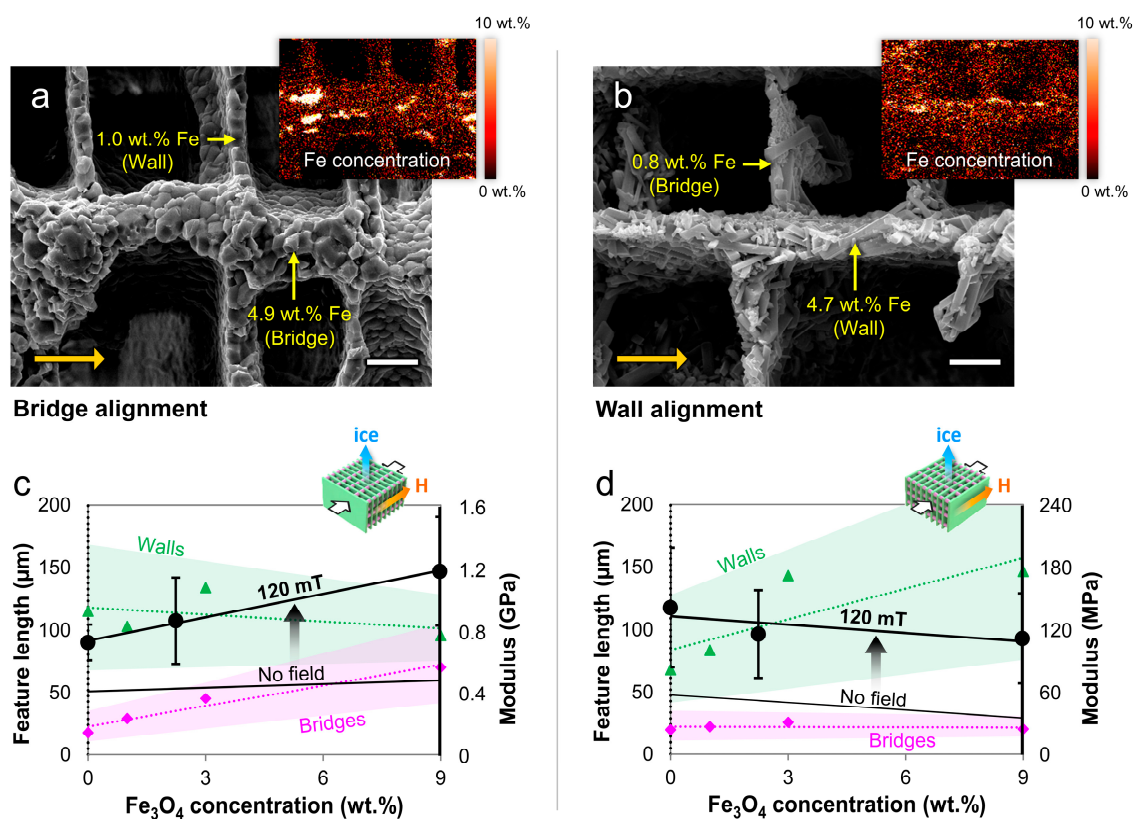 10 wt.%
a
1.0 wt.% Fe
(Wall)
Fe concentration
0 wt.%
4.9 wt.% Fe
(Bridge)
Bridge alignment
10 wt.%
b
0.8 wt.% Fe
(Bridge)
Fe concentration
0 wt.%
4.7 wt.% Fe
(Wall)
Wall alignment
c
ice
H
200
150
100
50
0
Feature length (µm)
Walls
120 mT
No field
Bridges
1.6
1.2
0.8
0.4
0
Modulus (GPa)
0 3 6 9
Fe3O4 concentration (wt.%)
d
ice
H
200
150
100
50
0
Feature length (µm)
Walls
120 mT
No field
Bridges
240
180
120
60
0
Modulus (MPa)
0 3 6 9
Fe3O4 concentration (wt.%)